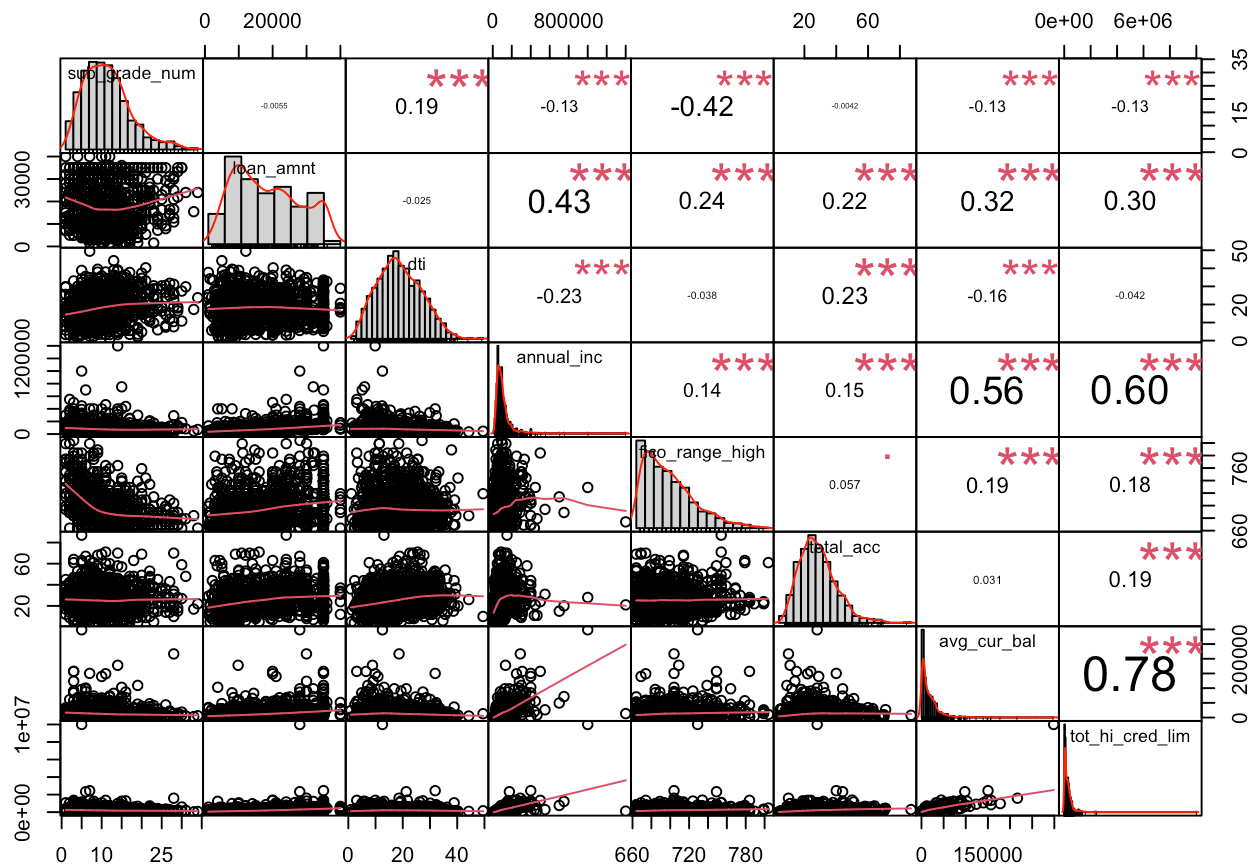 0 20000 0 800000 20 40 60 0e+00 6e+06
sub_grade_num -0.0055 0.19 *** -0.13 *** -0.42 *** -0.0042 -0.13 *** -0.13 *** 0 15 35
0 30000 loan_amnt -0.025 0.43 *** 0.24 *** 0.22 *** 0.32 *** 0.30 ***
dti -0.23 *** -0.038 0.23 *** -0.16 *** -0.042 0 20 50
0 1200000 annual_inc 0.14 *** 0.15 *** 0.56 *** 0.60 ***
fico_range_high 0.057 . 0.19 *** 0.18 *** 660 760
20 60 total_acc 0.031 0.19 ***
avg_cur_bal 0.78 *** 0 200000
0e+00 1e+07 tot_hi_cred_lim
0 10 25 0 20 40 660 720 780 0 150000